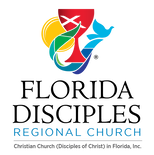 FLORIDA
DISCIPLES
REGIONAL CHURCH
Christian Church (Disciples of Christ) in Florida, Inc.